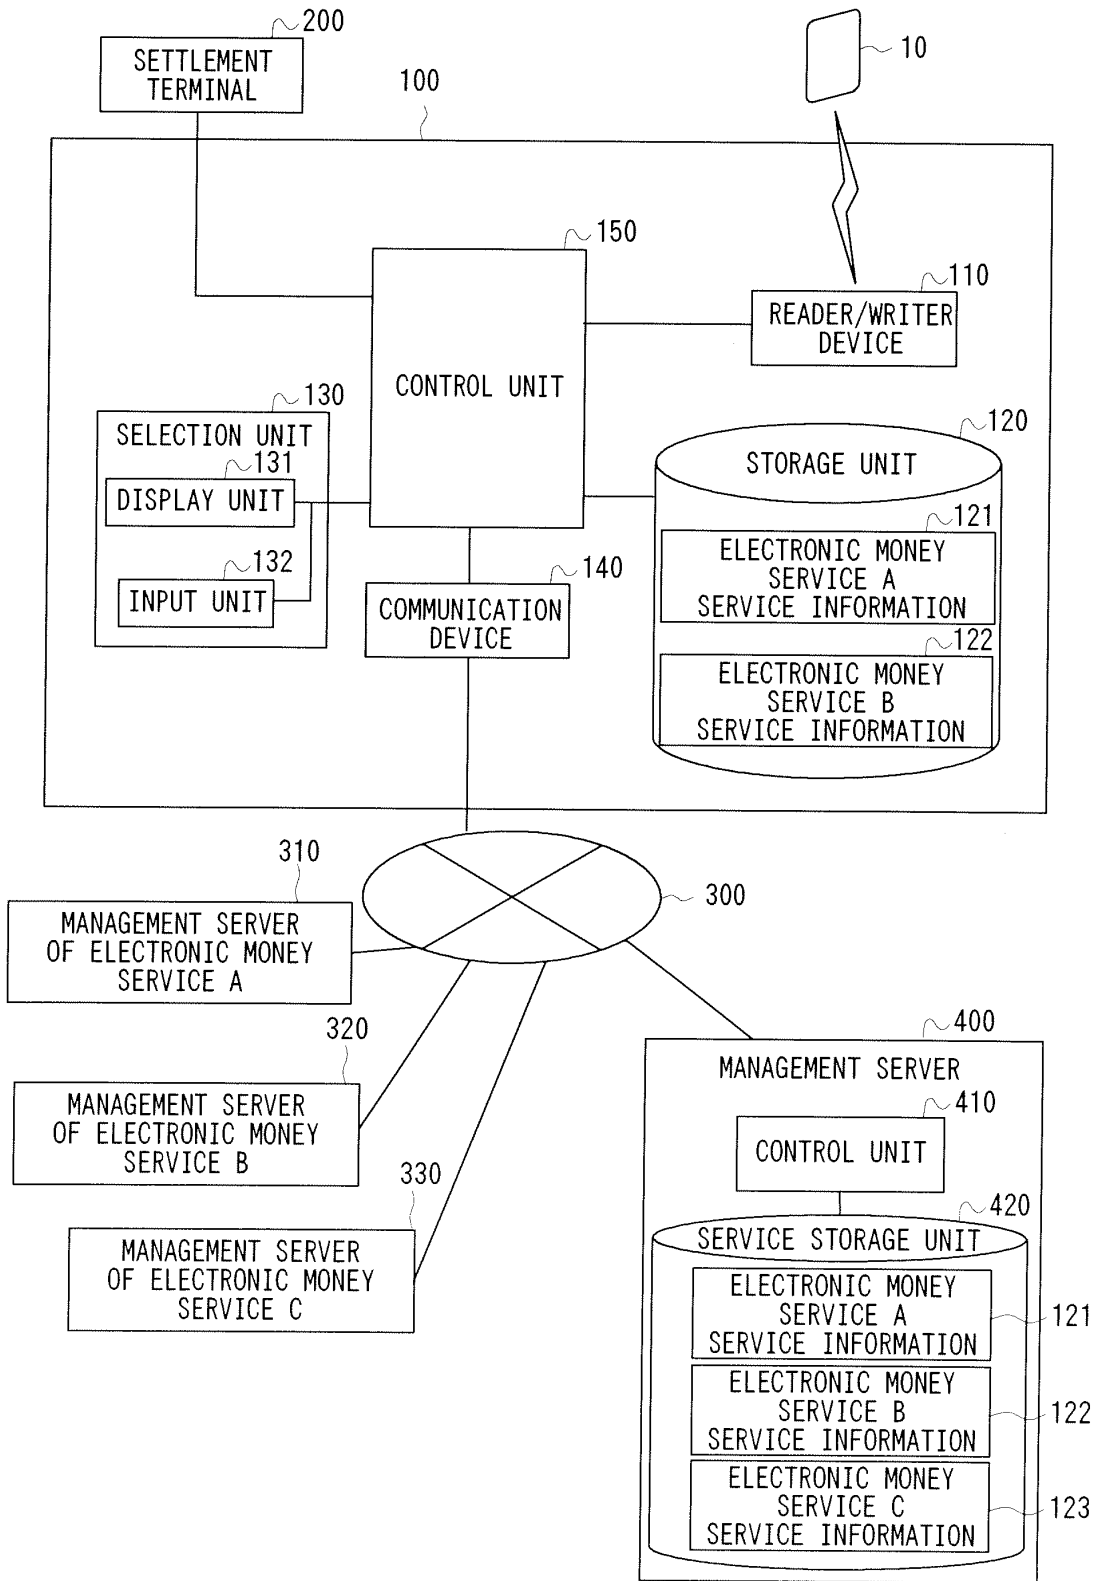 200
SETTLEMENT
TERMINAL
10
100
150
CONTROL UNIT
110
READER/WRITER
DEVICE
130
SELECTION UNIT
131
DISPLAY UNIT
132
INPUT UNIT
140
COMMUNICATION
DEVICE
120
STORAGE UNIT
121
ELECTRONIC MONEY
SERVICE A
SERVICE INFORMATION
122
ELECTRONIC MONEY
SERVICE B
SERVICE INFORMATION
300
310
MANAGEMENT SERVER
OF ELECTRONIC MONEY
SERVICE A
320
MANAGEMENT SERVER
OF ELECTRONIC MONEY
SERVICE B
330
MANAGEMENT SERVER
OF ELECTRONIC MONEY
SERVICE C
400
MANAGEMENT SERVER
410
CONTROL UNIT
420
SERVICE STORAGE UNIT
ELECTRONIC MONEY
SERVICE A
SERVICE INFORMATION
121
ELECTRONIC MONEY
SERVICE B
SERVICE INFORMATION
122
ELECTRONIC MONEY
SERVICE C
SERVICE INFORMATION
123